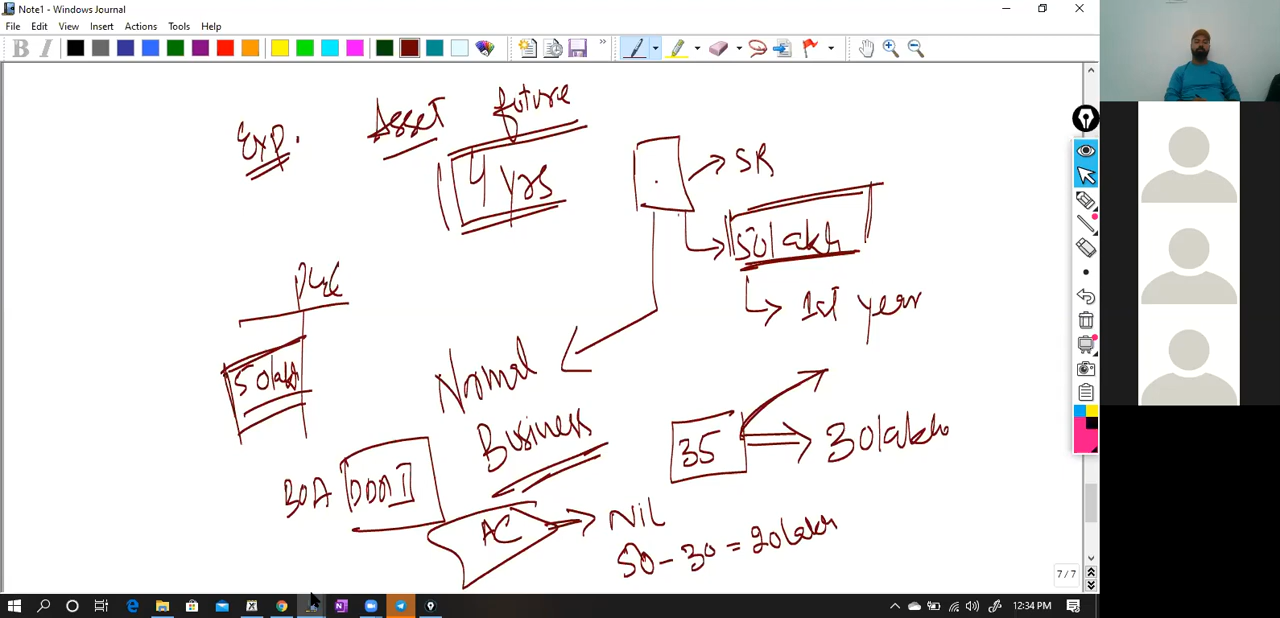 Note1 - Windows Journal
File Edit View Insert Actions Tools Help
Exp. Asset future
4 yrs
SR
50 lakh
1st year
50 lakh
Normal
Business
35
30 lakh
AC
NIL
50 - 30 = 20 lakh
7 / 7
12:34 PM